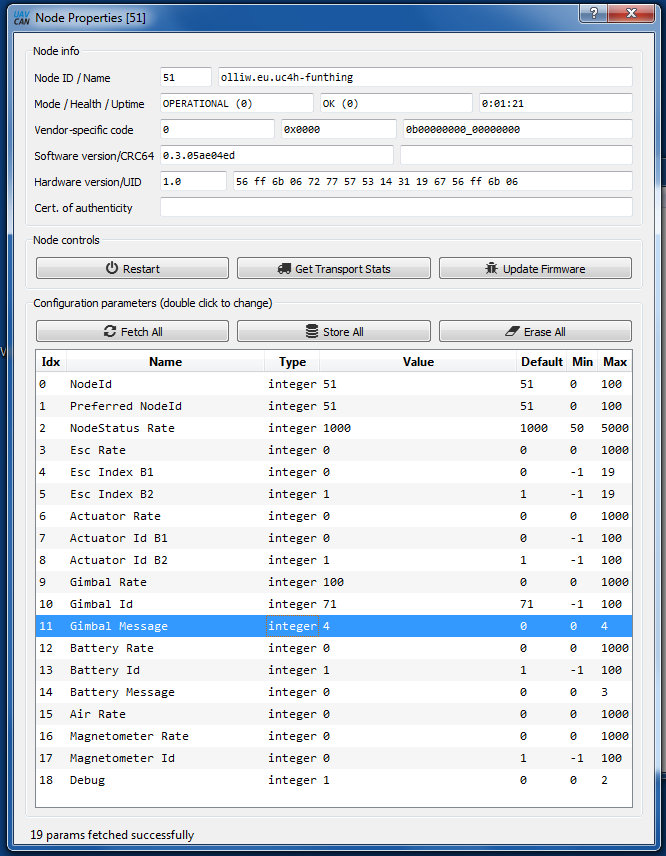 UAV
CAN
Node Properties [51]
?
X
Node info
Node ID / Name 51 olliw.eu.uc4h-funthing
Mode / Health / Uptime OPERATIONAL (0) OK (0) 0:01:21
Vendor-specific code 0 0x0000 0b00000000_00000000
Software version/CRC64 0.3.05ae04ed
Hardware version/UID 1.0 56 ff 6b 06 72 77 57 53 14 31 19 67 56 ff 6b 06
Cert. of authenticity
Node controls
Restart Get Transport Stats Update Firmware
Configuration parameters (double click to change)
Fetch All Store All Erase All
Idx Name Type Value Default Min Max
0 NodeId integer 51 51 0 100
1 Preferred NodeId integer 51 51 0 100
2 NodeStatus Rate integer 1000 1000 50 5000
3 Esc Rate integer 0 0 0 1000
4 Esc Index B1 integer 0 0 -1 19
5 Esc Index B2 integer 1 1 -1 19
6 Actuator Rate integer 0 0 0 1000
7 Actuator Id B1 integer 0 0 -1 100
8 Actuator Id B2 integer 1 1 -1 100
9 Gimbal Rate integer 100 0 0 1000
10 Gimbal Id integer 71 71 -1 100
11 Gimbal Message integer 4 0 0 4
12 Battery Rate integer 0 0 0 1000
13 Battery Id integer 1 1 -1 100
14 Battery Message integer 0 0 0 3
15 Air Rate integer 0 0 0 1000
16 Magnetometer Rate integer 0 0 0 1000
17 Magnetometer Id integer 0 1 -1 100
18 Debug integer 1 0 0 2
19 params fetched successfully